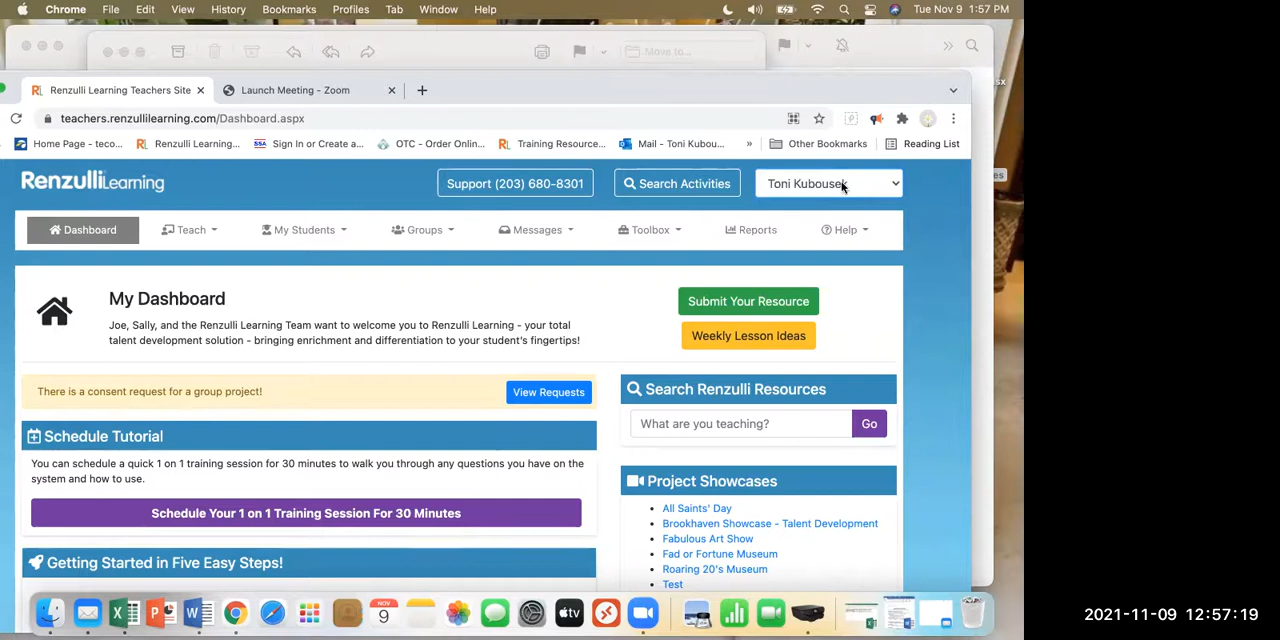 Chrome File Edit View History Bookmarks Profiles Tab Window Help Tue Nov 9 1:57 PM
Move to...
Renzulli Learning Teachers Site Launch Meeting - Zoom
teachers.renzullilearning.com/Dashboard.aspx
Home Page - teco... Renzulli Learning... Sign In or Create a... OTC - Order Onlin... Training Resource... Mail - Toni Kubou... » Other Bookmarks Reading List
RenzulliLearning Support (203) 680-8301 Search Activities Toni Kubousek
Dashboard Teach My Students Groups Messages Toolbox Reports Help
My Dashboard
Joe, Sally, and the Renzulli Learning Team want to welcome you to Renzulli Learning - your total
talent development solution - bringing enrichment and differentiation to your student's fingertips!
Submit Your Resource
Weekly Lesson Ideas
There is a consent request for a group project! View Requests
Schedule Tutorial
You can schedule a quick 1 on 1 training session for 30 minutes to walk you through any questions you have on the
system and how to use.
Schedule Your 1 on 1 Training Session For 30 Minutes
Getting Started in Five Easy Steps!
Search Renzulli Resources
What are you teaching? Go
Project Showcases
All Saints' Day
Brookhaven Showcase - Talent Development
Fabulous Art Show
Fad or Fortune Museum
Roaring 20's Museum
Test
NOV
9
tv
2021-11-09 12:57:19